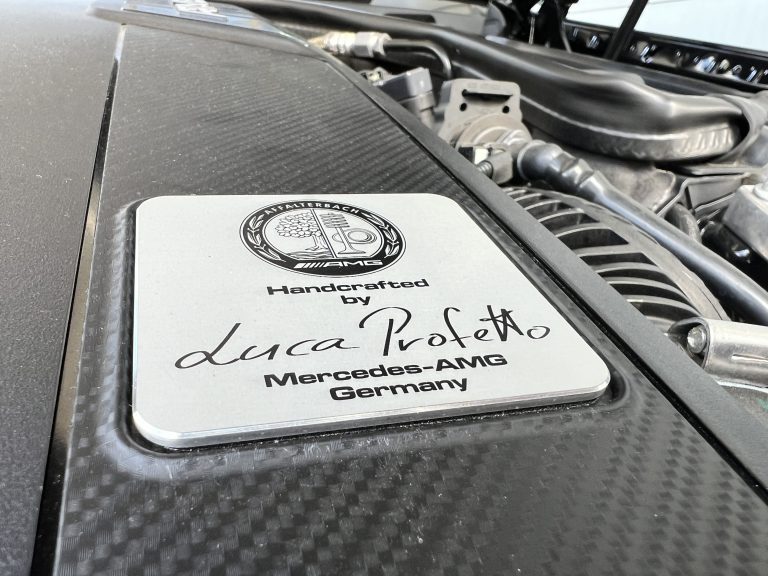 AFFALTERBACH
AMG
Handcrafted
by
Luca Profetto
Mercedes-AMG
Germany